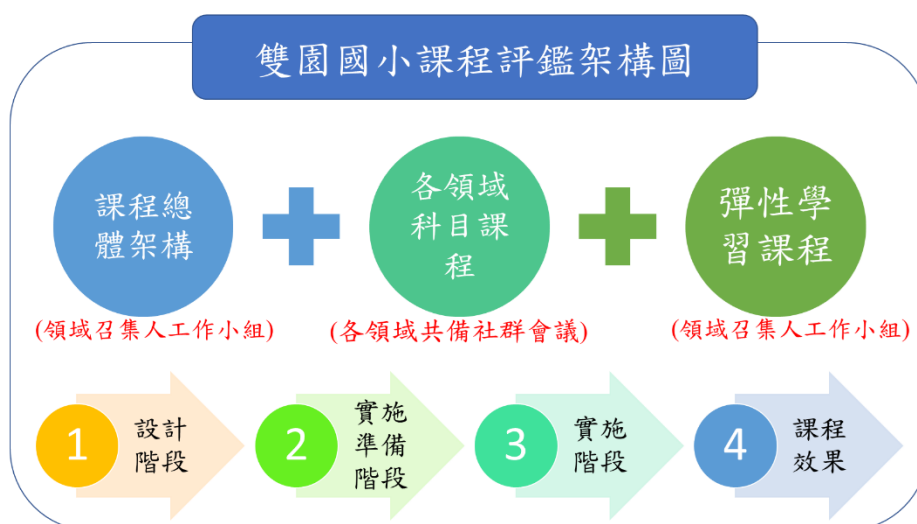 雙園國小課程評鑑架構圖
課程總
體架構
各領域
科目課
程
彈性學
習課程
(領域召集人工作小組)
(各領域共備社群會議)
(領域召集人工作小組)
1
設計
階段
2
實施
準備
階段
3
實施
階段
4
課程
效果